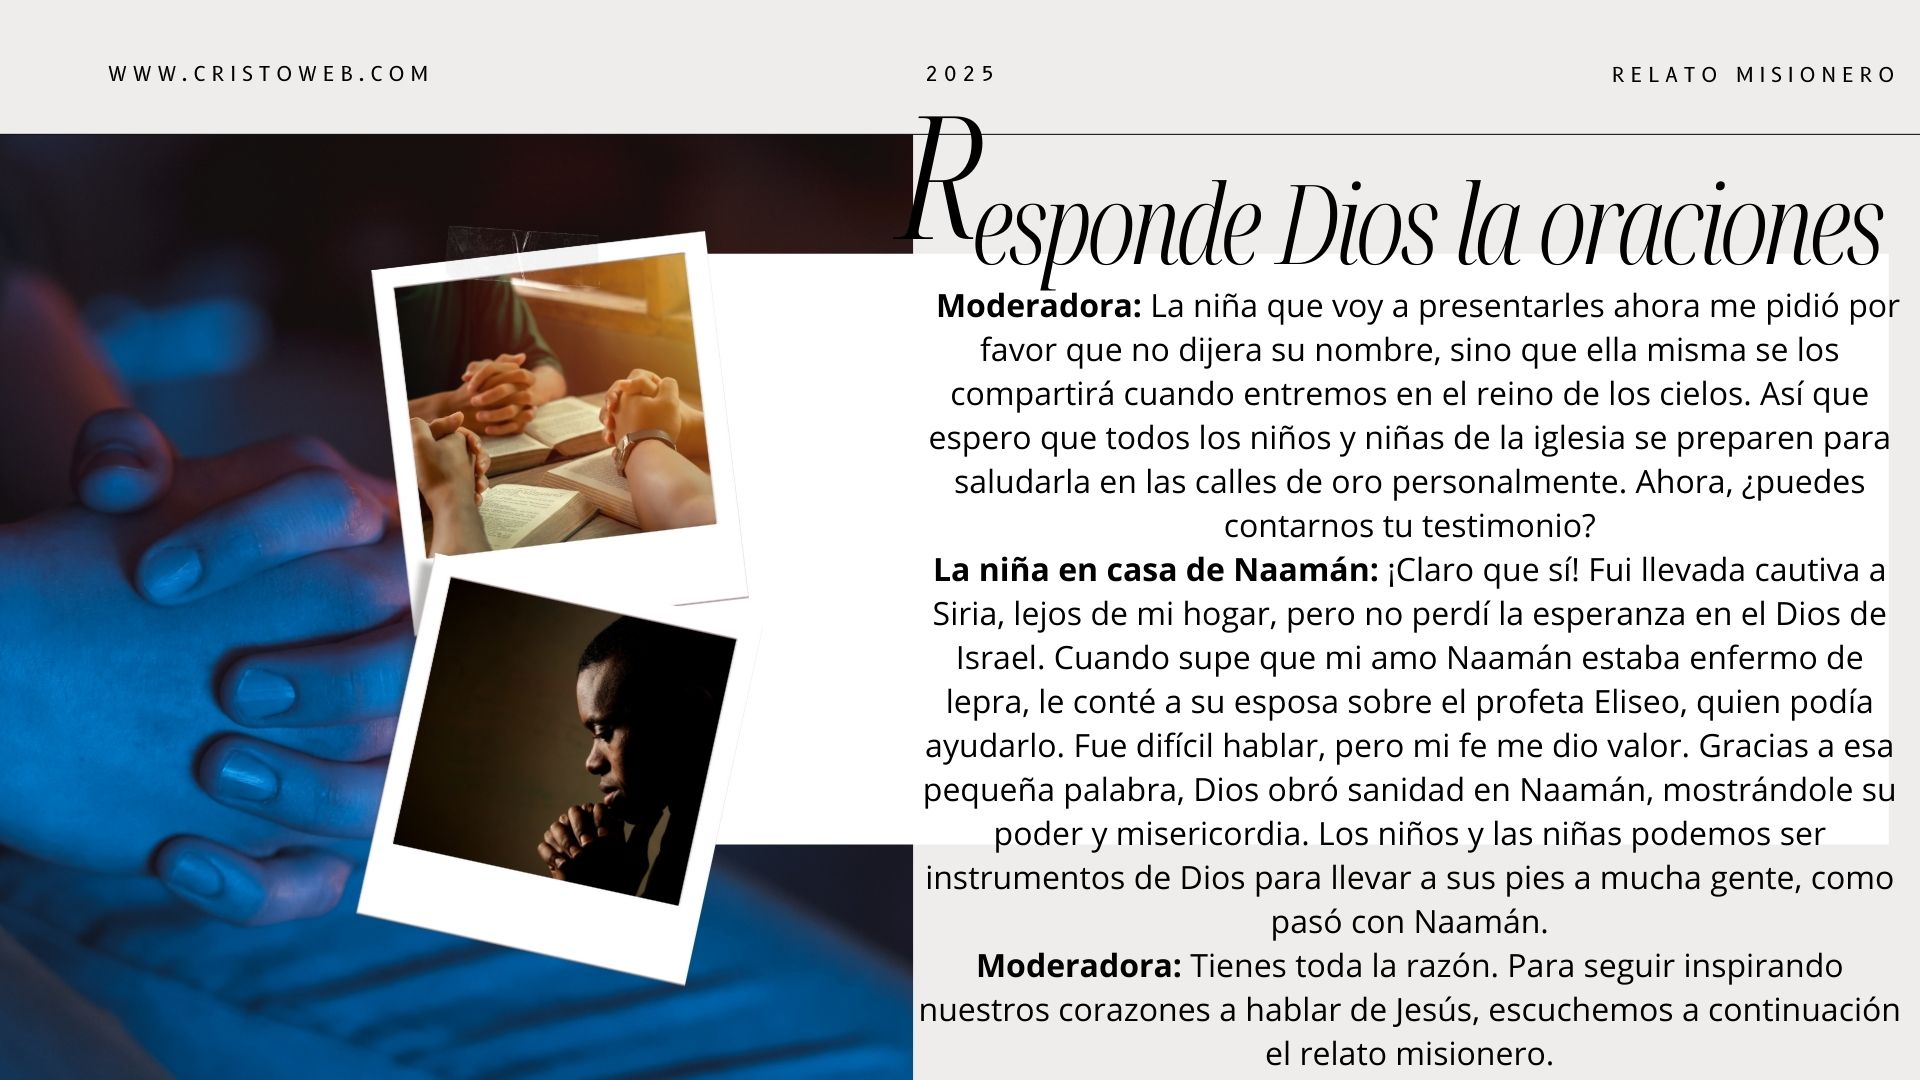 WWW.CRISTOWEB.COM
2025
RELATO MISIONERO
Responde Dios la oraciones
Moderadora: La niña que voy a presentarles ahora me pidió por
favor que no dijera su nombre, sino que ella misma se los
compartirá cuando entremos en el reino de los cielos. Así que
espero que todos los niños y niñas de la iglesia se preparen para
saludarla en las calles de oro personalmente. Ahora, ¿puedes
contarnos tu testimonio?
La niña en casa de Naamán: ¡Claro que sí! Fui llevada cautiva a
Siria, lejos de mi hogar, pero no perdí la esperanza en el Dios de
Israel. Cuando supe que mi amo Naamán estaba enfermo de
lepra, le conté a su esposa sobre el profeta Eliseo, quien podía
ayudarlo. Fue difícil hablar, pero mi fe me dio valor. Gracias a esa
pequeña palabra, Dios obró sanidad en Naamán, mostrándole su
poder y misericordia. Los niños y las niñas podemos ser
instrumentos de Dios para llevar a sus pies a mucha gente, como
pasó con Naamán.
Moderadora: Tienes toda la razón. Para seguir inspirando
nuestros corazones a hablar de Jesús, escuchemos a continuación
el relato misionero.